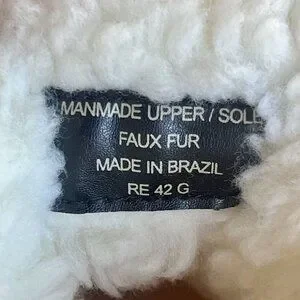 MANMADE UPPER / SOLE
FAUX FUR
MADE IN BRAZIL
RE 42 G